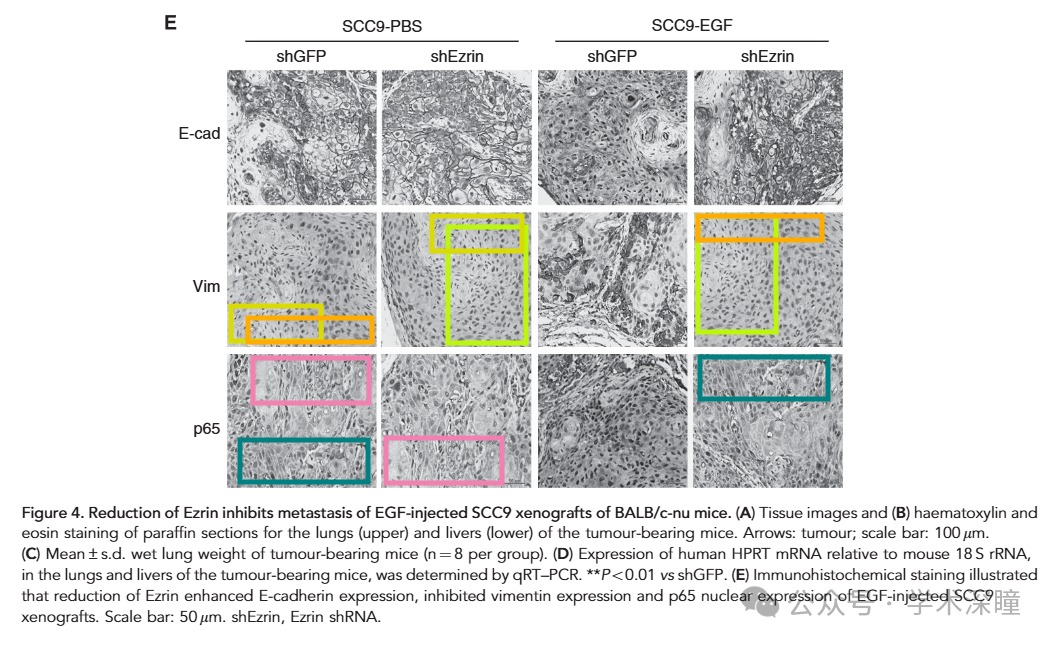 E
SCC9-PBS SCC9-EGF
shGFP shEzrin shGFP shEzrin
E-cad
Vim
p65
Figure 4. Reduction of Ezrin inhibits metastasis of EGF-injected SCC9 xenografts of BALB/c-nu mice. (A) Tissue images and (B) haematoxylin and
eosin staining of paraffin sections for the lungs (upper) and livers (lower) of the tumour-bearing mice. Arrows: tumour; scale bar: 100 μm.
(C) Mean ± s.d. wet lung weight of tumour-bearing mice (n = 8 per group). (D) Expression of human HPRT mRNA relative to mouse 18 S rRNA,
in the lungs and livers of the tumour-bearing mice, was determined by qRT–PCR. **P<0.01 vs shGFP. (E) Immunohistochemical staining illustrated
that reduction of Ezrin enhanced E-cadherin expression, inhibited vimentin expression and p65 nuclear expression of EGF-injected SCC9
xenografts. Scale bar: 50 μm. shEzrin, Ezrin shRNA.
公众号 · 学术深瞳